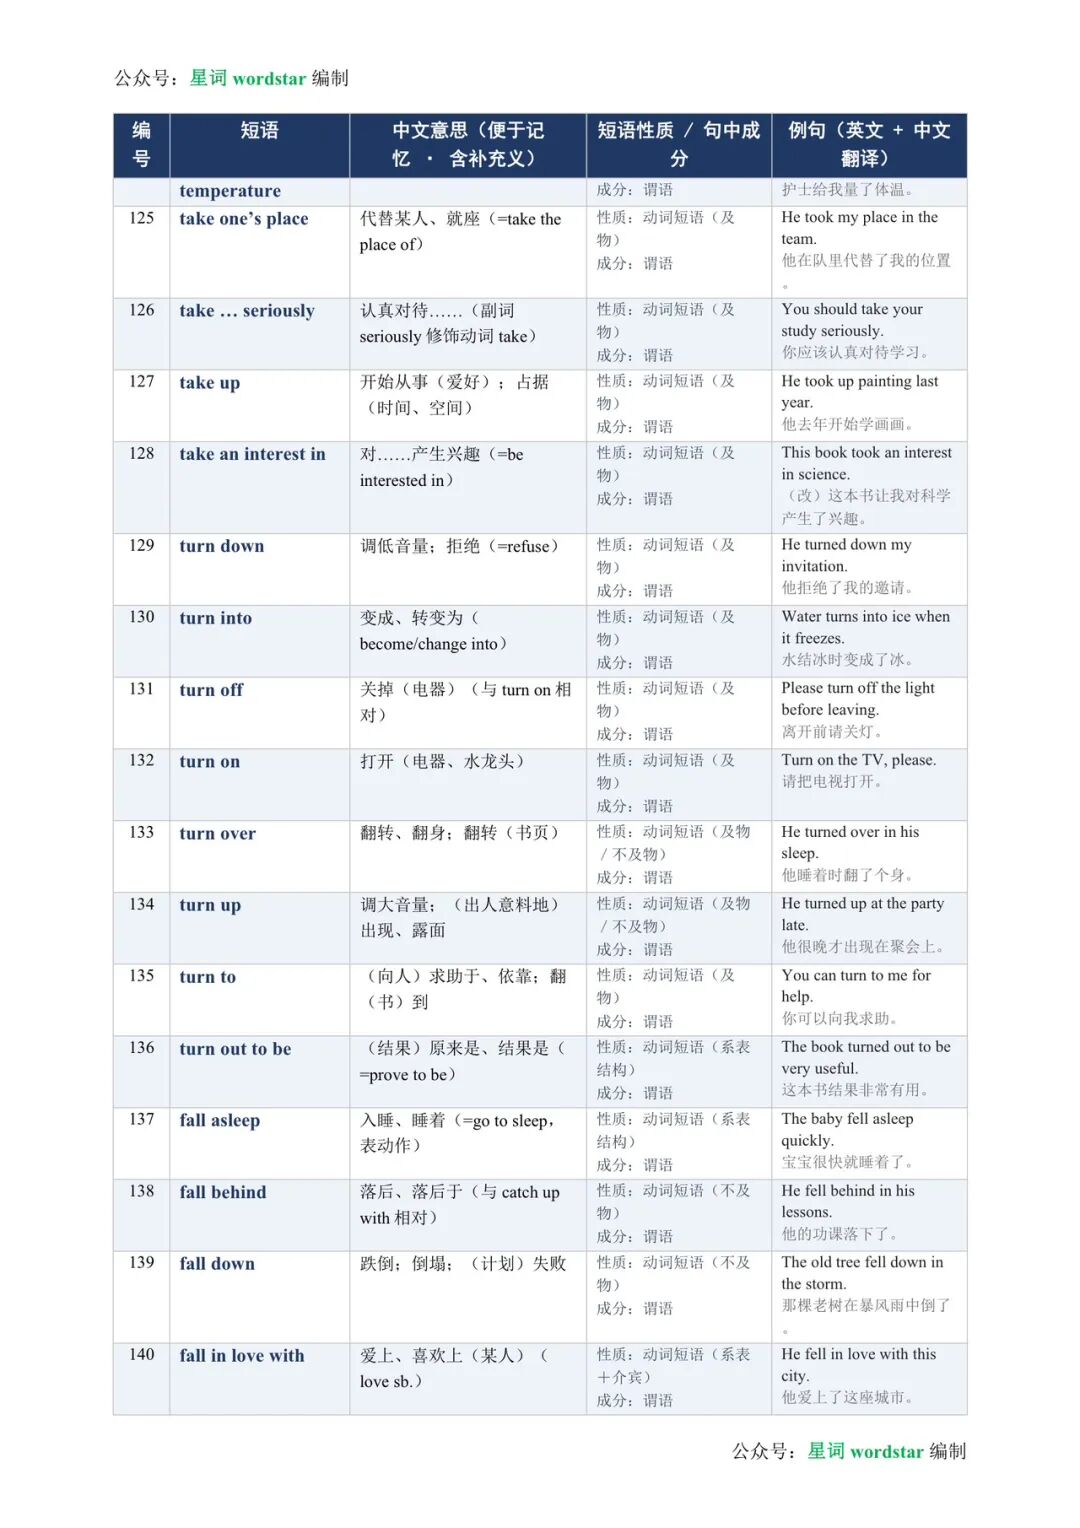 公众号：星词 wordstar 编制
编号 短语 中文意思（便于记忆 · 含补充义） 短语性质 / 句中成分 例句（英文 + 中文翻译）
temperature
成分：谓语
护士给我量了体温。
125
take one’s place
代替某人、就座（=take the
place of）
性质：动词短语（及
物）
成分：谓语
He took my place in the
team.
他在队里代替了我的位置
。
126
take … seriously
认真对待……（副词
seriously 修饰动词 take）
性质：动词短语（及
物）
成分：谓语
You should take your
study seriously.
你应该认真对待学习。
127
take up
开始从事（爱好）；占据
（时间、空间）
性质：动词短语（及
物）
成分：谓语
He took up painting last
year.
他去年开始学画画。
128
take an interest in
对……产生兴趣（=be
interested in）
性质：动词短语（及
物）
成分：谓语
This book took an interest
in science.
（改）这本书让我对科学
产生了兴趣。
129
turn down
调低音量；拒绝（=refuse）
性质：动词短语（及
物）
成分：谓语
He turned down my
invitation.
他拒绝了我的邀请。
130
turn into
变成、转变为（
become/change into）
性质：动词短语（及
物）
成分：谓语
Water turns into ice when
it freezes.
水结冰时变成了冰。
131
turn off
关掉（电器）（与 turn on 相
对）
性质：动词短语（及
物）
成分：谓语
Please turn off the light
before leaving.
离开前请关灯。
132
turn on
打开（电器、水龙头）
性质：动词短语（及
物）
成分：谓语
Turn on the TV, please.
请把电视打开。
133
turn over
翻转、翻身；翻转（书页）
性质：动词短语（及物
/ 不及物）
成分：谓语
He turned over in his
sleep.
他睡着时翻了个身。
134
turn up
调大音量；（出人意料地）
出现、露面
性质：动词短语（及物
/ 不及物）
成分：谓语
He turned up at the party
late.
他很晚才出现在聚会上。
135
turn to
（向人）求助于、依靠；翻
（书）到
性质：动词短语（及
物）
成分：谓语
You can turn to me for
help.
你可以向我求助。
136
turn out to be
（结果）原来是、结果是（
=prove to be）
性质：动词短语（系表
结构）
成分：谓语
The book turned out to be
very useful.
这本书结果非常有用。
137
fall asleep
入睡、睡着（=go to sleep，
表动作）
性质：动词短语（系表
结构）
成分：谓语
The baby fell asleep
quickly.
宝宝很快就睡着了。
138
fall behind
落后、落后于（与 catch up
with 相对）
性质：动词短语（不及
物）
成分：谓语
He fell behind in his
lessons.
他的功课落下了。
139
fall down
跌倒；倒塌；（计划）失败
性质：动词短语（不及
物）
成分：谓语
The old tree fell down in
the storm.
那棵老树在暴风雨中倒了
。
140
fall in love with
爱上、喜欢上（某人）（
love sb.）
性质：动词短语（系表
＋介宾）
成分：谓语
He fell in love with this
city.
他爱上了这座城市。
公众号：星词 wordstar 编制